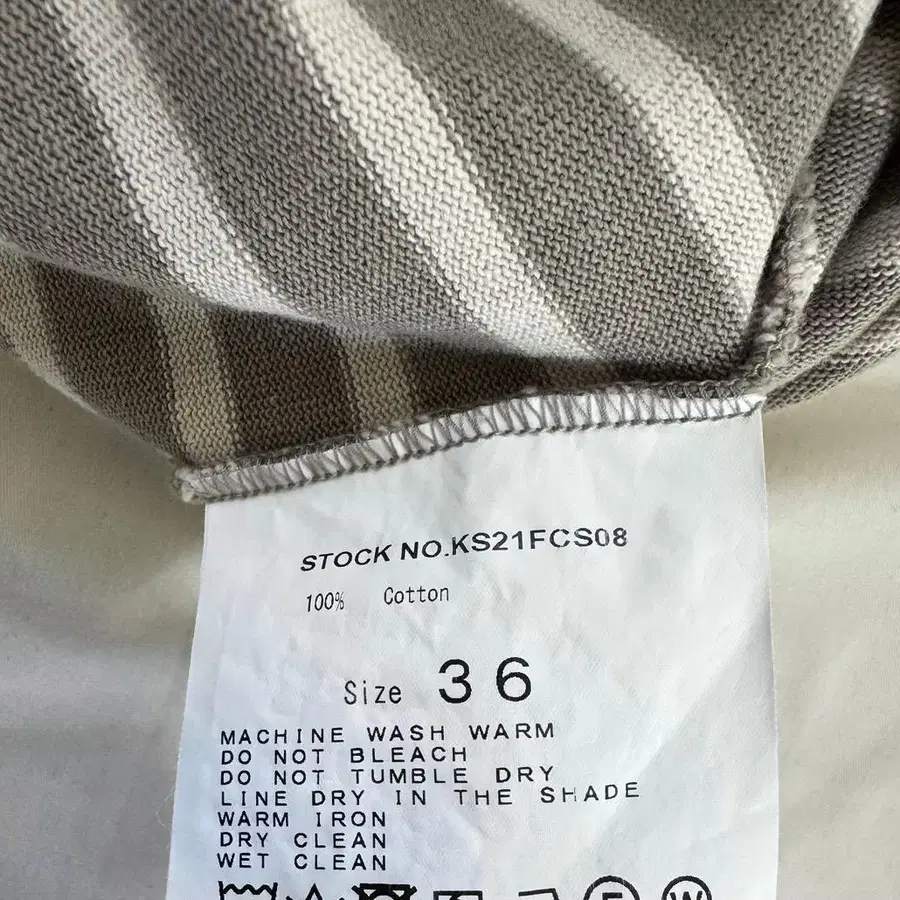 STOCK NO.KS21FCS08
100% Cotton
Size 36
MACHINE WASH WARM
DO NOT BLEACH
DO NOT TUMBLE DRY
LINE DRY IN THE SHADE
WARM IRON
DRY CLEAN
WET CLEAN
F W